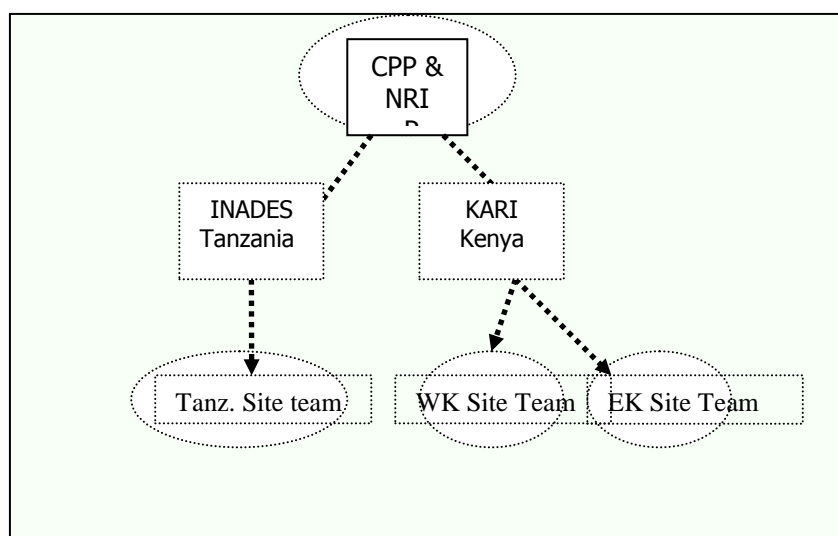 CPP &
NRI
INADES
Tanzania
KARI
Kenya
Tanz. Site team
WK Site Team
EK Site Team